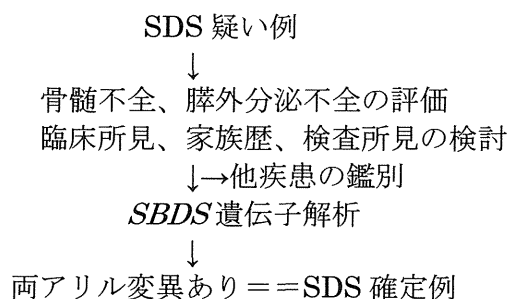 SDS 疑い例
↓
骨髄不全、膵外分泌不全の評価
臨床所見、家族歴、検査所見の検討
↓→他疾患の鑑別
SBDS 遺伝子解析
↓
両アリル変異あり==SDS 確定例